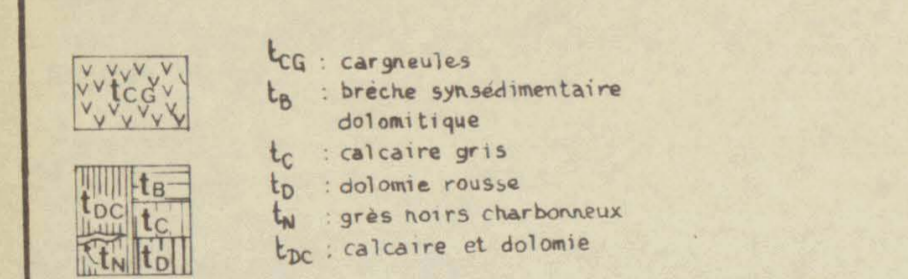 tCG
tCG : cargneules
tB : brèche synsédimentaire
dolomitique
tC : calcaire gris
tD : dolomie rousse
tN : grès noirs charbonneux
tDC : calcaire et dolomie
tDC tB
tC
tN tD